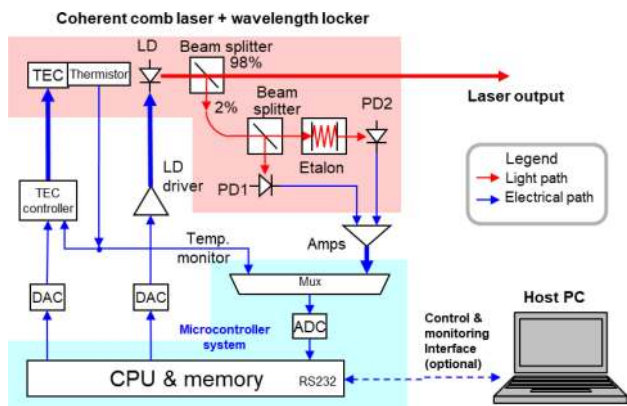 Coherent comb laser + wavelength locker
LD
Beam splitter
98%
TEC
Thermistor
2%
Beam
splitter
PD2
Laser output
Etalon
PD1
LD
driver
TEC
controller
Legend
Light path
Electrical path
Temp.
monitor
Amps
Mux
DAC
DAC
ADC
Microcontroller
system
CPU & memory
RS232
Control &
monitoring
Interface
(optional)
Host PC